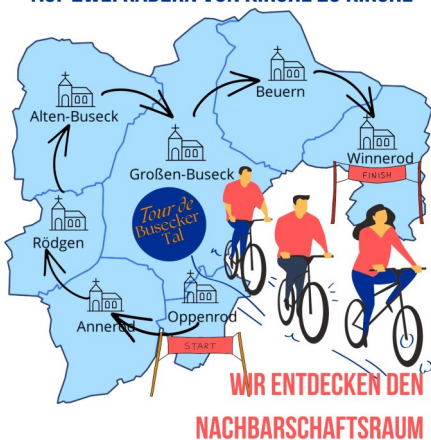 AUF ZWEI RÄDERN VON KIRCHE ZU KIRCHE
Beuern
Alten-Buseck
Winnerod
Großen-Buseck
FINISH
Tour de
Busecker
Tal
Rödgen
Annerod
Oppenrod
START
WIR ENTDECKEN DEN
NACHBARSCHAFTSRAUM